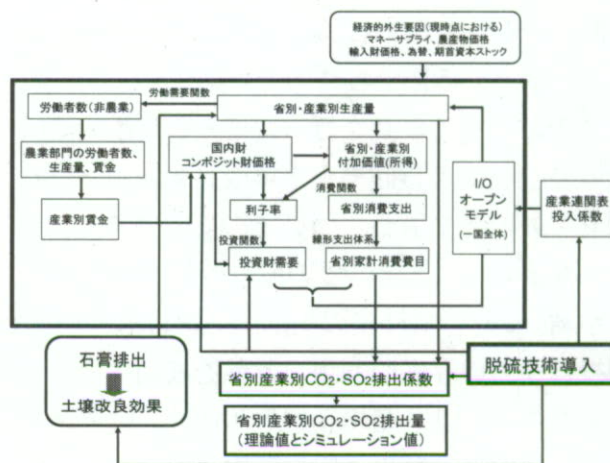 経済的外生要因(現時点における)
マネーサプライ、農産物価格
輸入財価格、為替、期首資本ストック
労働需要関数
労働者数(非農業)
省別・産業別生産量
農業部門の労働者数、
生産量、賃金
国内財
コンポジット財価格
省別・産業別
付加価値(所得)
I/O
オープン
モデル
(一国全体)
産業連関表
投入係数
消費関数
産業別賃金
利子率
省別消費支出
投資関数
線形支出体系
投資財需要
省別家計消費費目
石膏排出
土壌改良効果
省別産業別CO2・SO2排出係数
脱硫技術導入
省別産業別CO2・SO2排出量
(理論値とシミュレーション値)